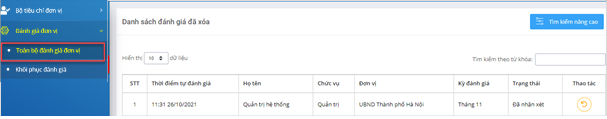 Bộ tiêu chí đơn vị
Đánh giá đơn vị
Toàn bộ đánh giá đơn vị
Khôi phục đánh giá
Danh sách đánh giá đã xóa
Tìm kiếm nâng cao
Hiển thị 10 dữ liệu
Tìm kiếm theo từ khóa:
STT Thời điểm tự đánh giá Họ tên Chức vụ Đơn vị Kỳ đánh giá Trạng thái Thao tác
1 11:31 26/10/2021 Quản trị hệ thống Quản trị UBND Thành phố Hà Nội Tháng 11 Đã nhận xét